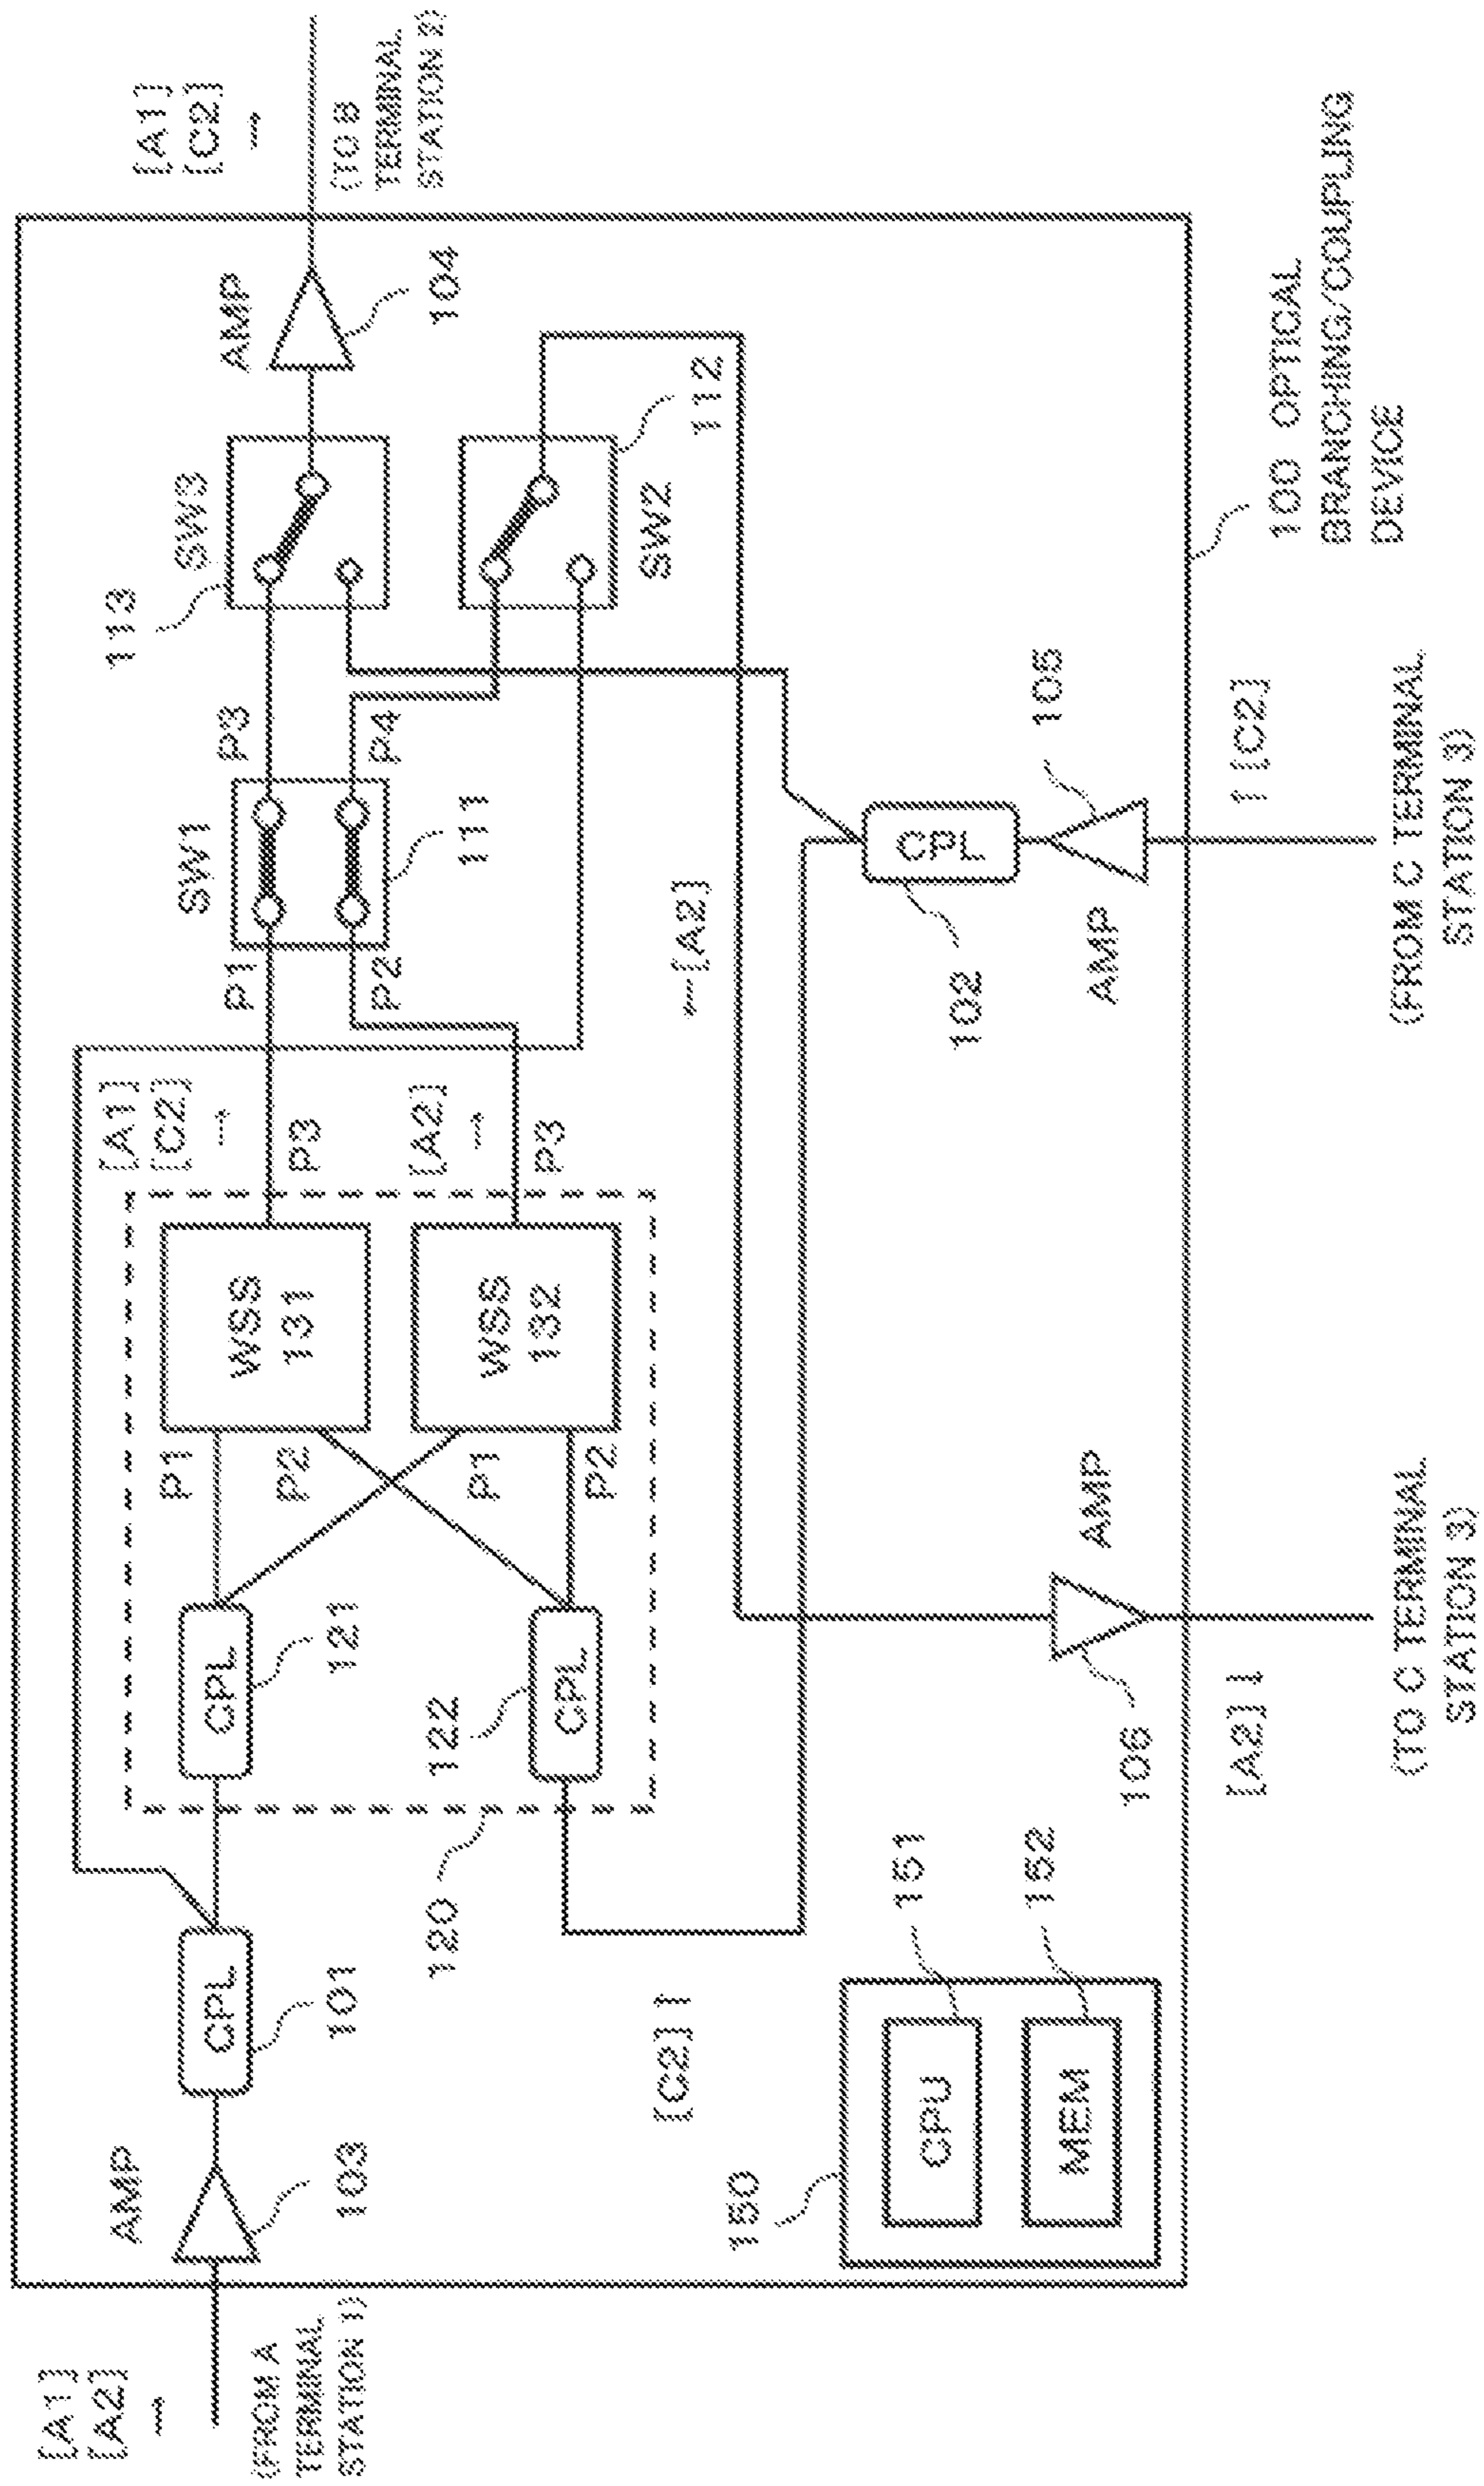 [A1]
[A2]
→
(FROM A
TERMINAL
STATION 1)
AMP
103
CPL
101
CPL
121
122
CPL
120
P1
P2
P1
P2
WSS
131
WSS
132
[A1]
[C2]
→
P3
[A2]
→
P3
SW1
P1
P2
P3
P4
111
113
SW3
SW2
112
AMP
104
[A1]
[C2]
→
(TO B
TERMINAL
STATION 2)
←[A2]
[C2] ↑
150
CPU
151
MEM
152
106
AMP
[A2] ↓
(TO C TERMINAL
STATION 3)
CPL
102
AMP
105
↑ [C2]
(FROM C TERMINAL
STATION 3)
100 OPTICAL
BRANCHING/COUPLING
DEVICE